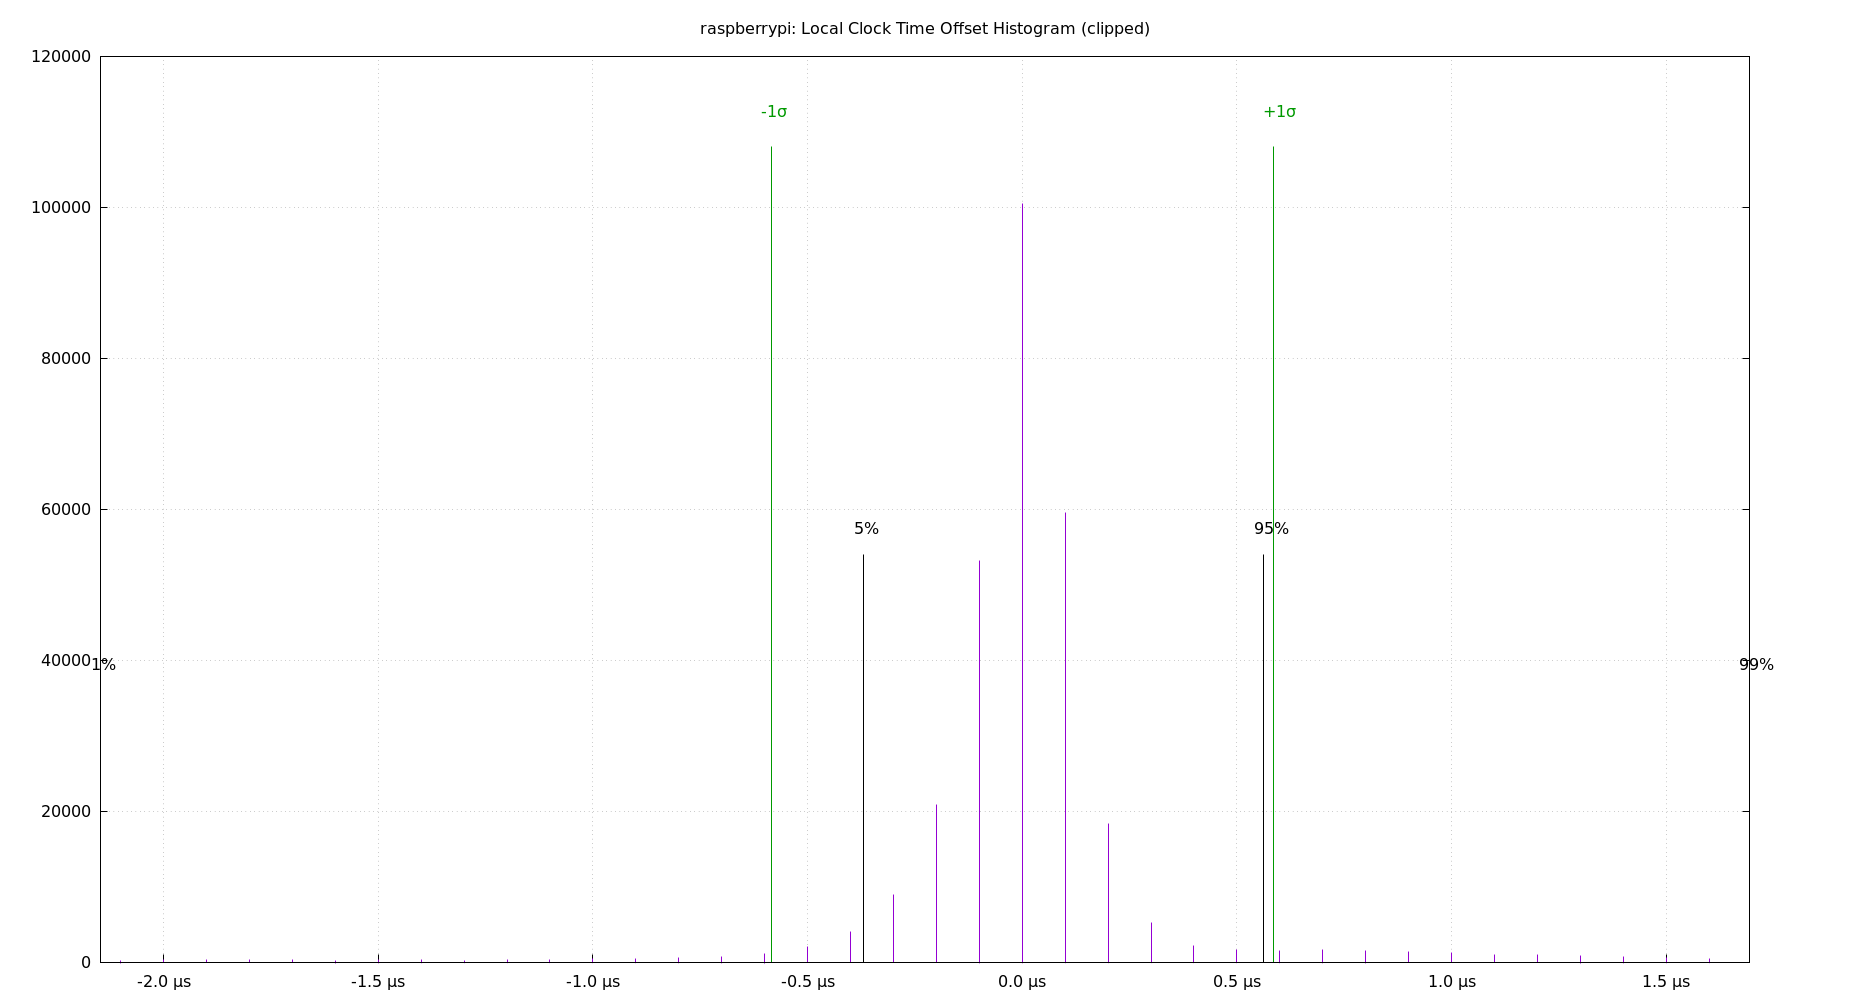 raspberrypi: Local Clock Time Offset Histogram (clipped)
120000
-1σ
+1σ
100000
80000
60000
5%
95%
40000
1%
99%
20000
0
-2.0 µs
-1.5 µs
-1.0 µs
-0.5 µs
0.0 µs
0.5 µs
1.0 µs
1.5 µs